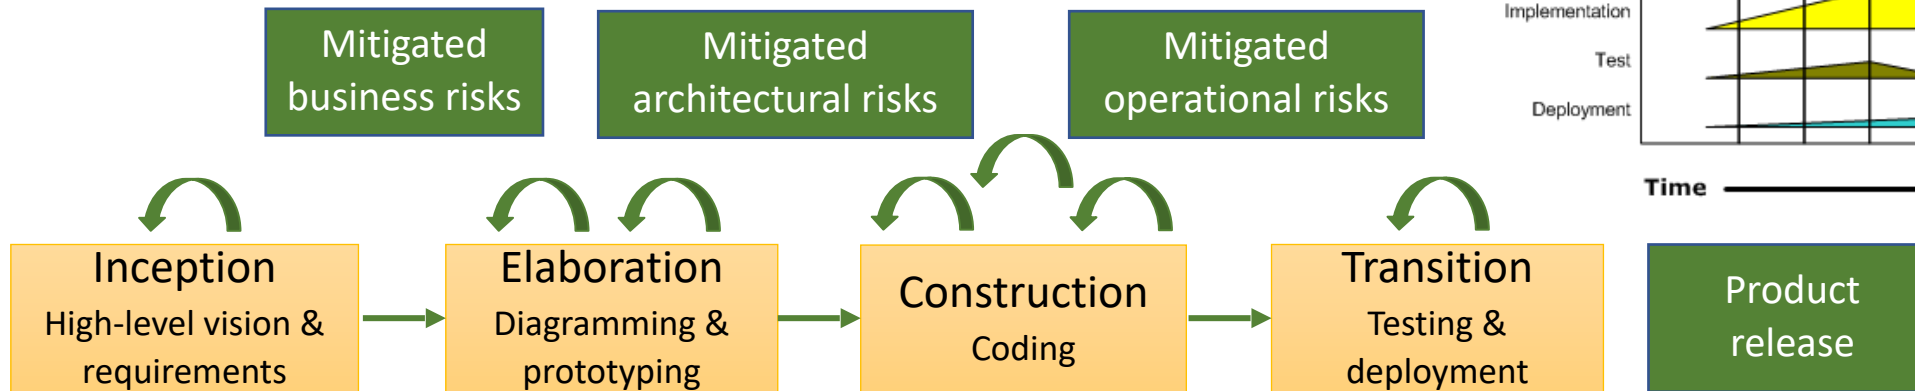 Mitigated
business risks
Mitigated
architectural risks
Mitigated
operational risks
Implementation
Test
Deployment
Time
Inception
High-level vision &
requirements
Elaboration
Diagramming &
prototyping
Construction
Coding
Transition
Testing &
deployment
Product
release